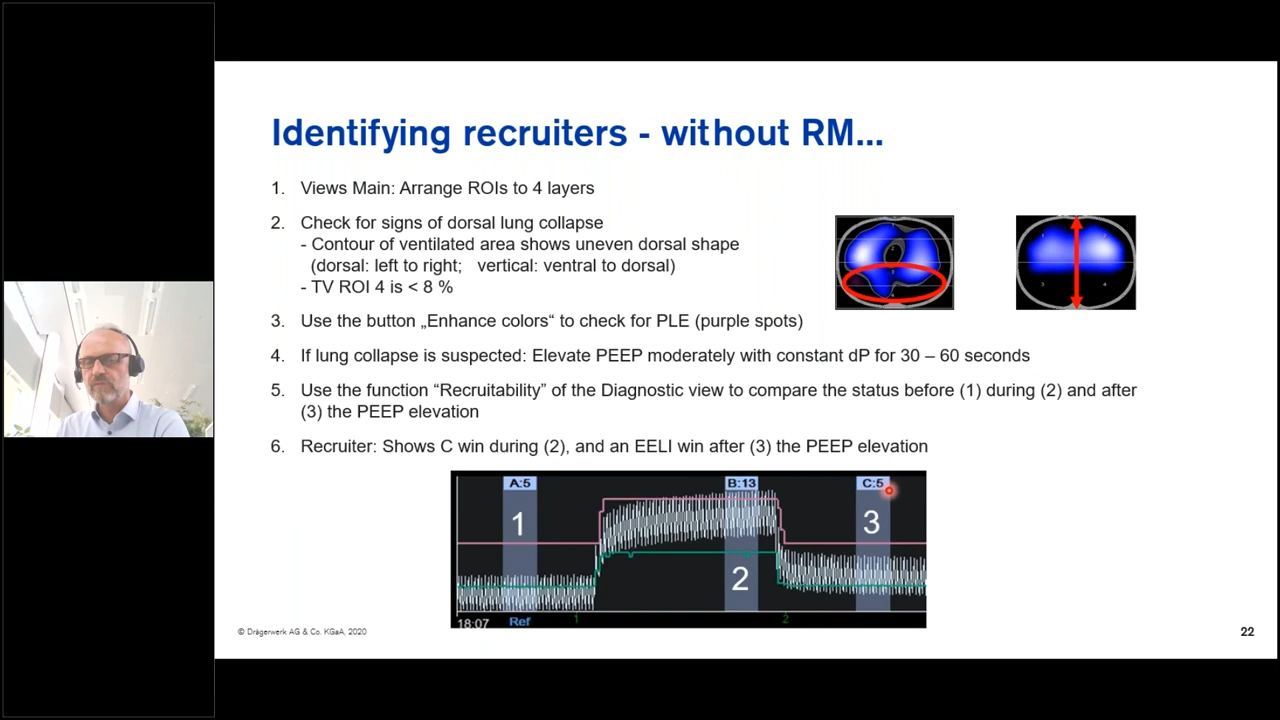 Identifying recruiters - without RM...
1. Views Main: Arrange ROIs to 4 layers
2. Check for signs of dorsal lung collapse
- Contour of ventilated area shows uneven dorsal shape
(dorsal: left to right; vertical: ventral to dorsal)
- TV ROI 4 is < 8 %
3. Use the button „Enhance colors“ to check for PLE (purple spots)
4. If lung collapse is suspected: Elevate PEEP moderately with constant dP for 30 – 60 seconds
5. Use the function “Recruitability” of the Diagnostic view to compare the status before (1) during (2) and after
(3) the PEEP elevation
6. Recruiter: Shows C win during (2), and an EELI win after (3) the PEEP elevation
A:5 B:13 C:5
1 2 3
18:07 Ref 1 2
© Drägerwerk AG & Co. KGaA, 2020
22